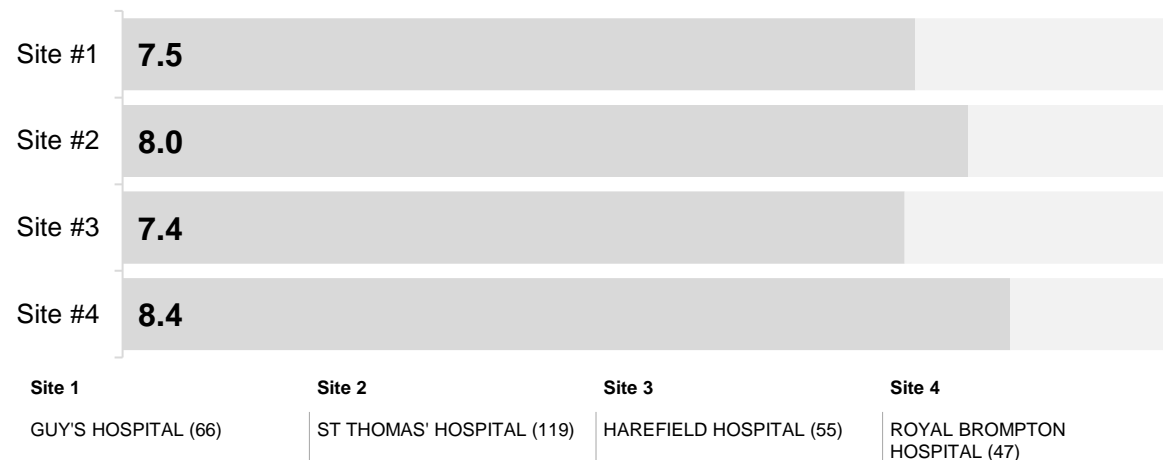 Site #1 7.5
Site #2 8.0
Site #3 7.4
Site #4 8.4
Site 1 Site 2 Site 3 Site 4
GUY'S HOSPITAL (66) ST THOMAS' HOSPITAL (119) HAREFIELD HOSPITAL (55) ROYAL BROMPTON
HOSPITAL (47)